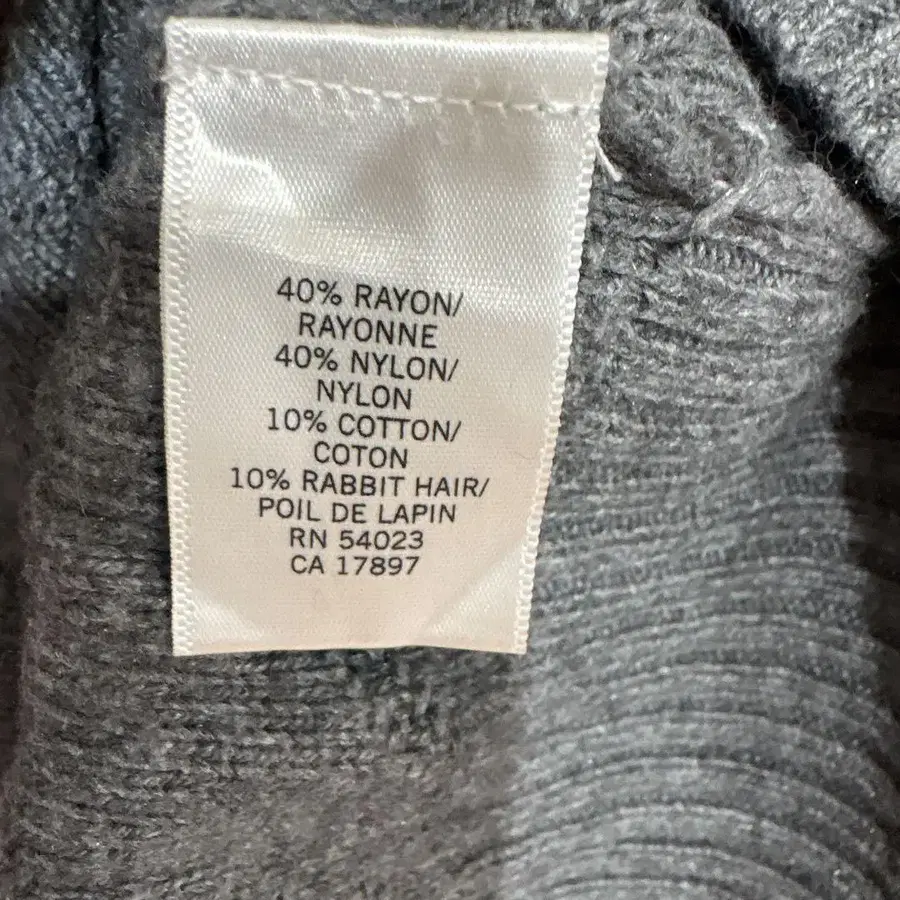 40% RAYON/
RAYONNE
40% NYLON/
NYLON
10% COTTON/
COTON
10% RABBIT HAIR/
POIL DE LAPIN
RN 54023
CA 17897